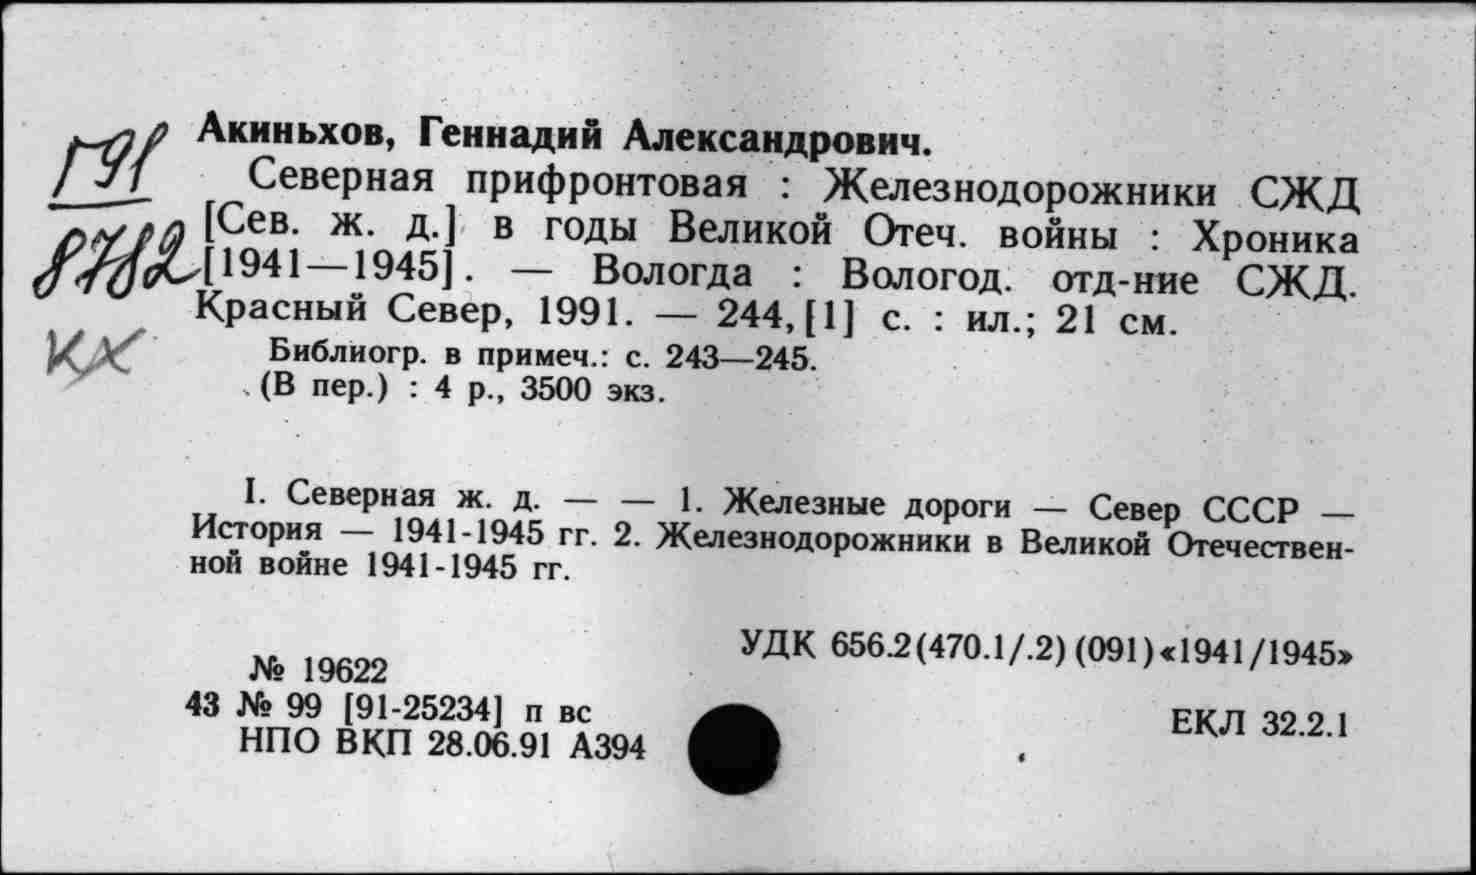 Г91
8782
КХ
Акиньхов, Геннадий Александрович.
Северная прифронтовая : Железнодорожники СЖД
[Сев. ж. д.] в годы Великой Отеч. войны : Хроника
[1941—1945]. — Вологда : Вологод. отд-ние СЖД.
Красный Север, 1991. — 244,[1] с. : ил.; 21 см.
Библиогр. в примеч.: с. 243—245.
(В пер.) : 4 р., 3500 экз.
I. Северная ж. д. — — 1. Железные дороги — Север СССР —
История — 1941-1945 гг. 2. Железнодорожники в Великой Отечествен-
ной войне 1941-1945 гг.
УДК 656.2(470.1/.2)(091)«1941/1945»
№ 19622
43 № 99 [91-25234] п вс
НПО ВКП 28.06.91 А394
ЕКЛ 32.2.1